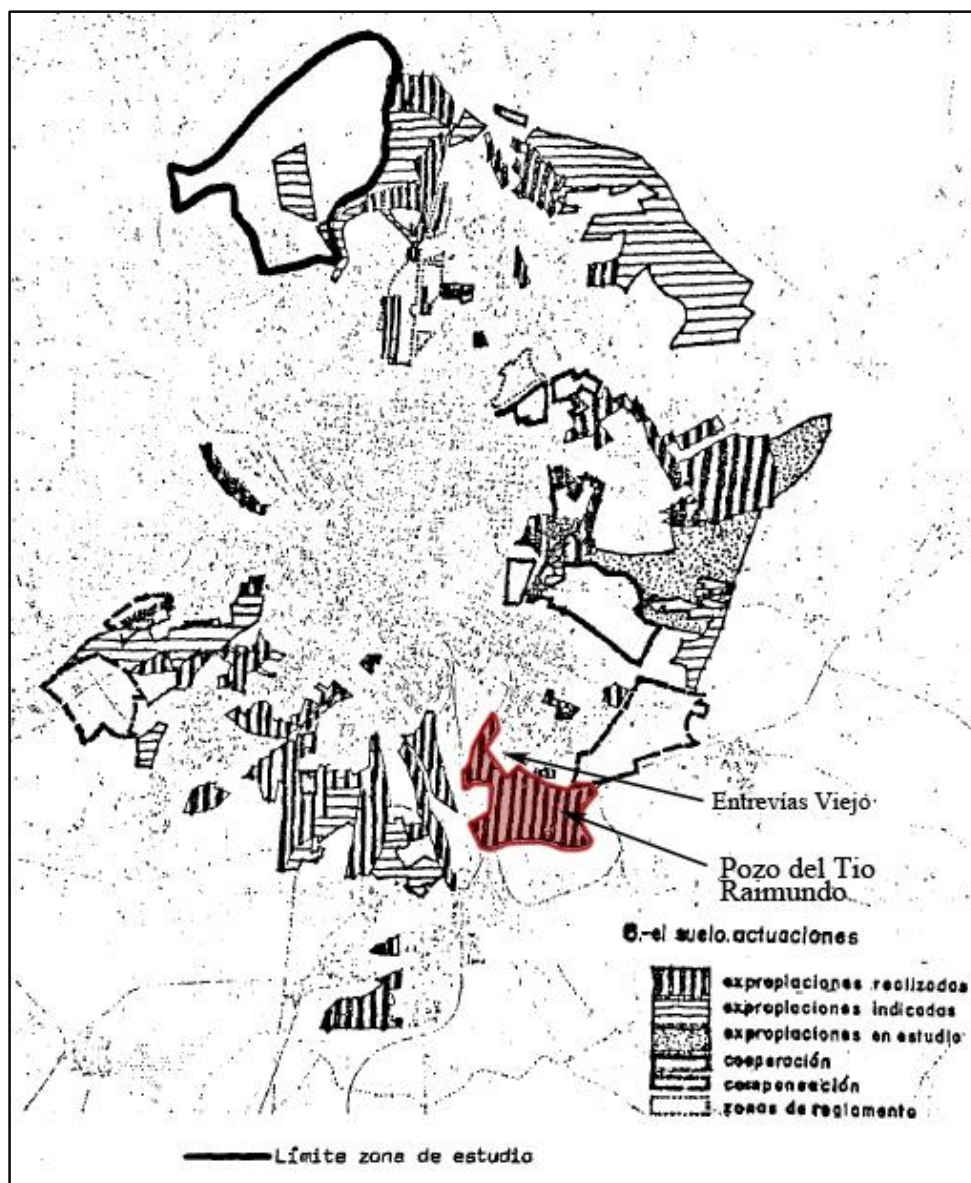 Entrevías Viejo
Pozo del Tio
Raimundo
6.-el suelo.actuaciones
expropiaciones realizadas
expropiaciones indicadas
expropiaciones en estudio
cooperación
compensación
zonas de reglamento
Límite zona de estudio